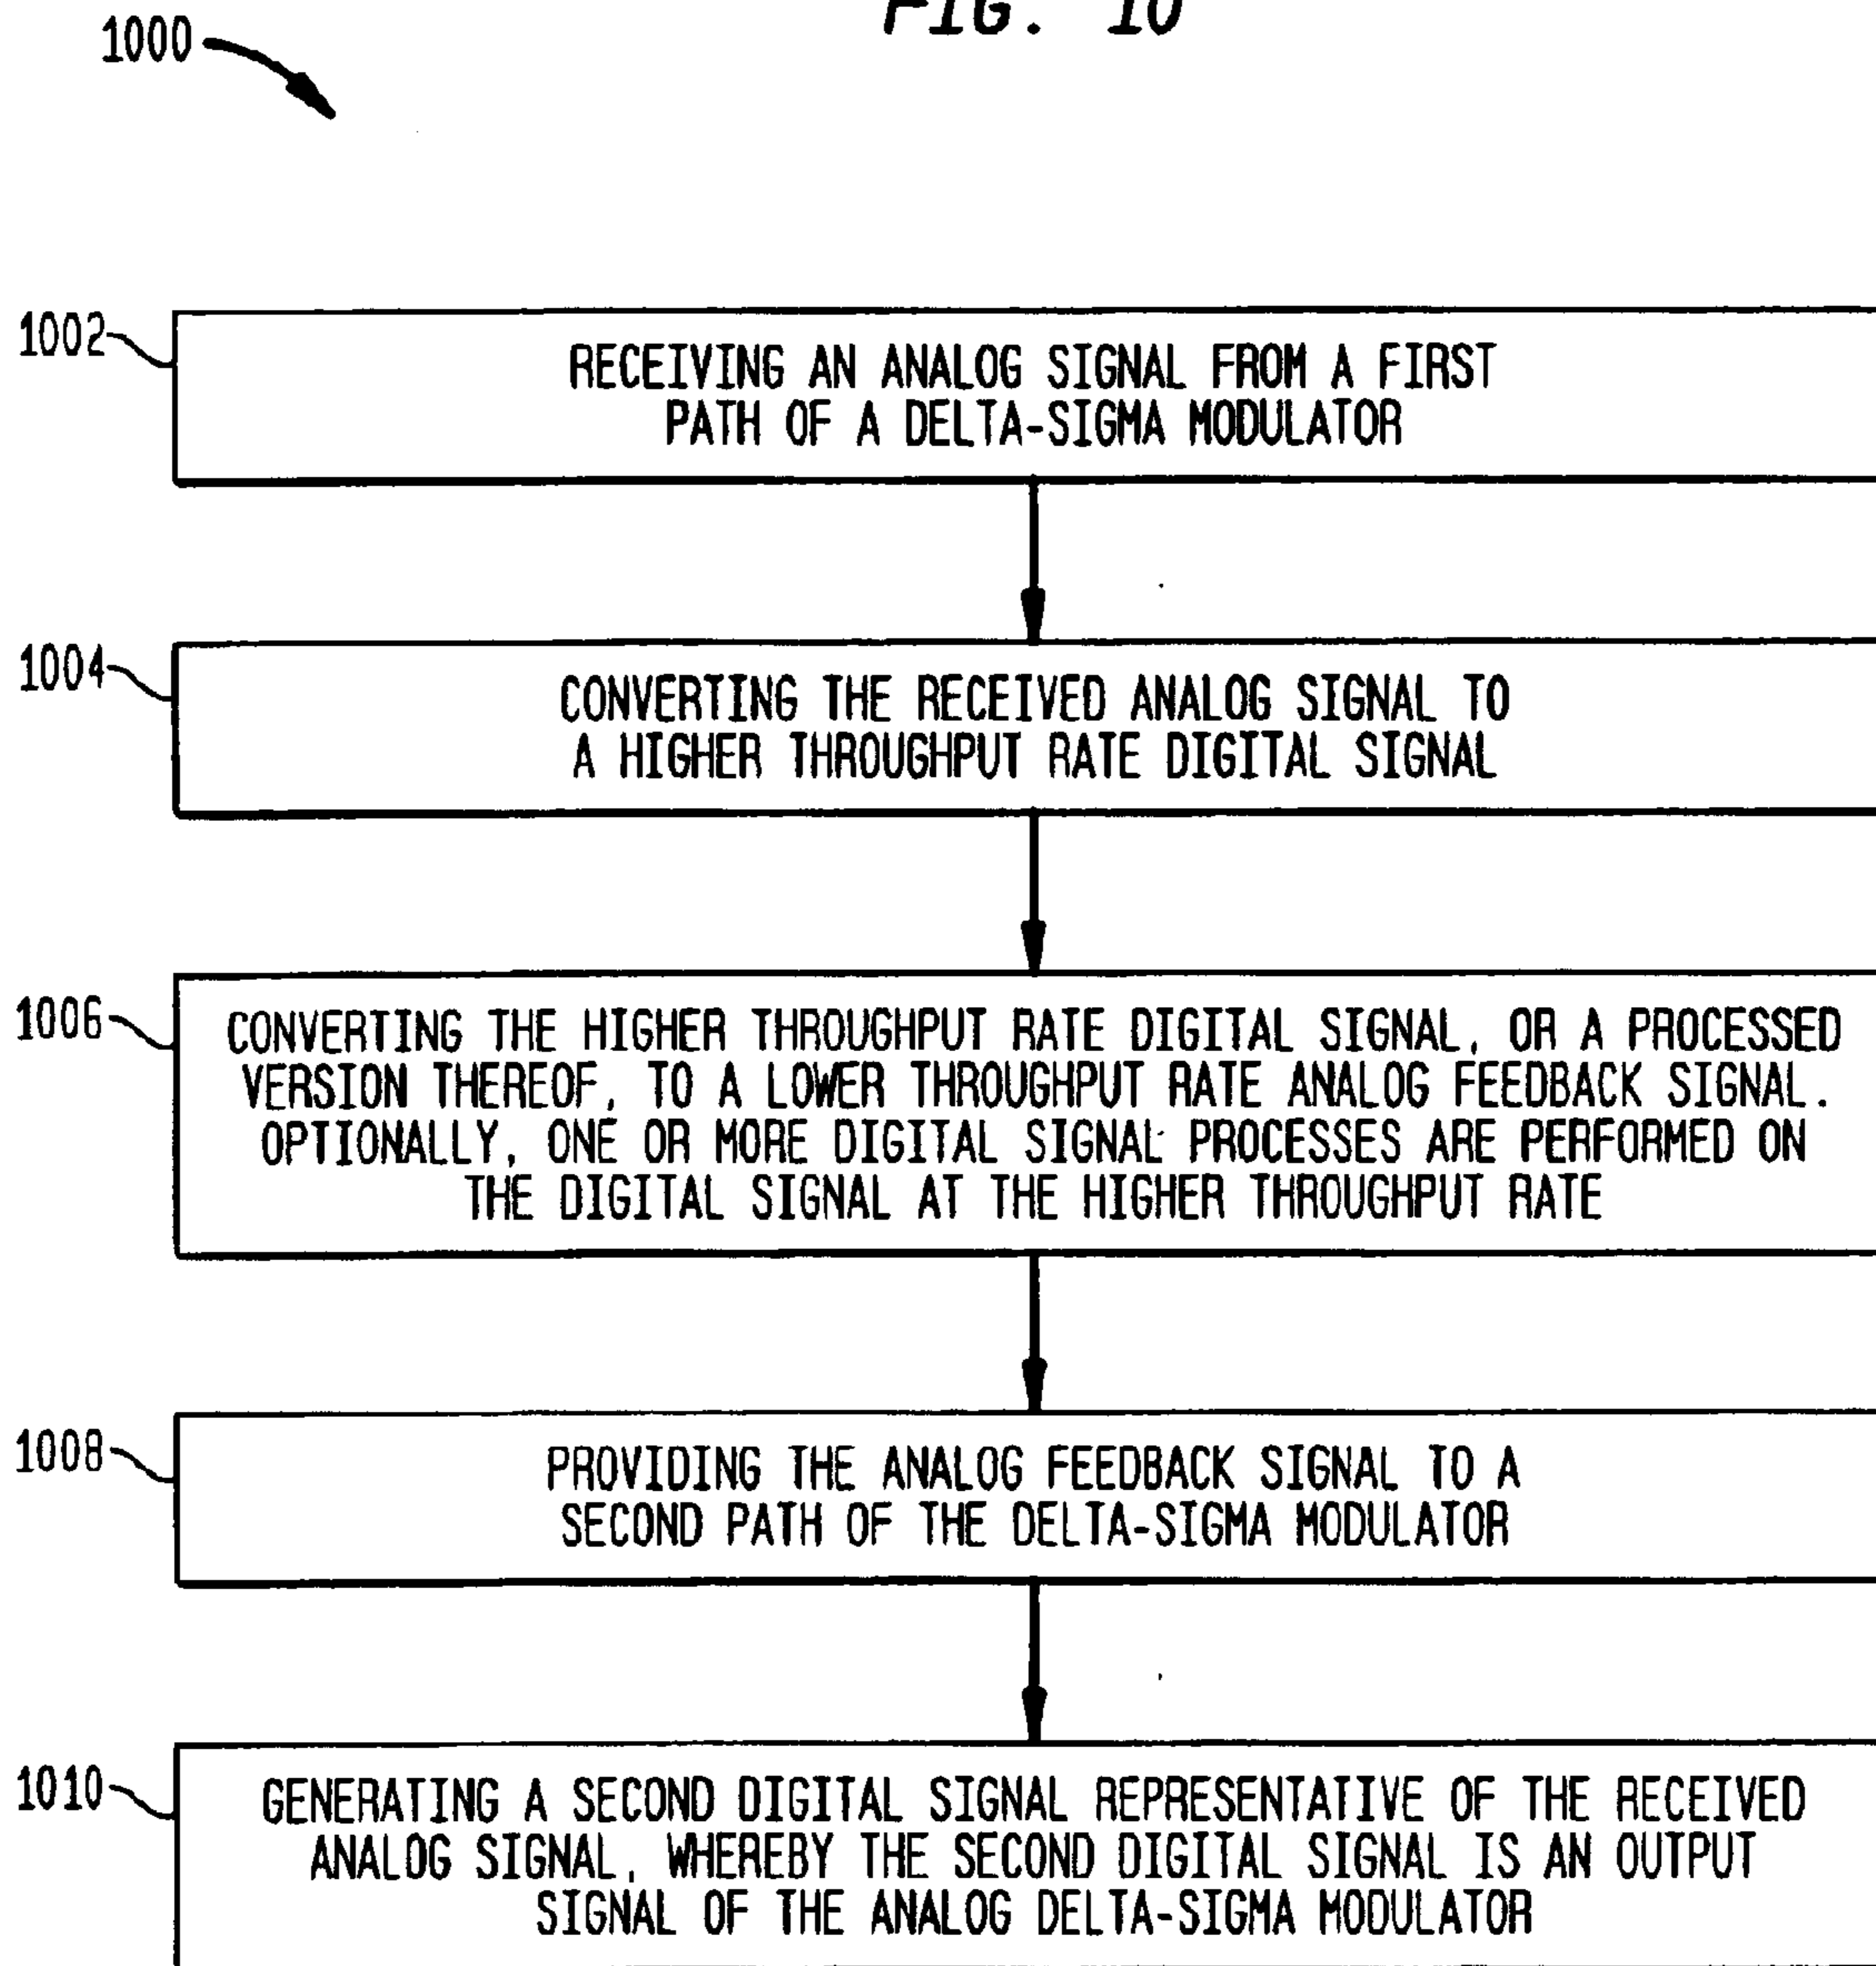 FIG. 10
1000
1002
RECEIVING AN ANALOG SIGNAL FROM A FIRST
PATH OF A DELTA-SIGMA MODULATOR
1004
CONVERTING THE RECEIVED ANALOG SIGNAL TO
A HIGHER THROUGHPUT RATE DIGITAL SIGNAL
1006
CONVERTING THE HIGHER THROUGHPUT RATE DIGITAL SIGNAL, OR A PROCESSED
VERSION THEREOF, TO A LOWER THROUGHPUT RATE ANALOG FEEDBACK SIGNAL.
OPTIONALLY, ONE OR MORE DIGITAL SIGNAL PROCESSES ARE PERFORMED ON
THE DIGITAL SIGNAL AT THE HIGHER THROUGHPUT RATE
1008
PROVIDING THE ANALOG FEEDBACK SIGNAL TO A
SECOND PATH OF THE DELTA-SIGMA MODULATOR
1010
GENERATING A SECOND DIGITAL SIGNAL REPRESENTATIVE OF THE RECEIVED
ANALOG SIGNAL, WHEREBY THE SECOND DIGITAL SIGNAL IS AN OUTPUT
SIGNAL OF THE ANALOG DELTA-SIGMA MODULATOR